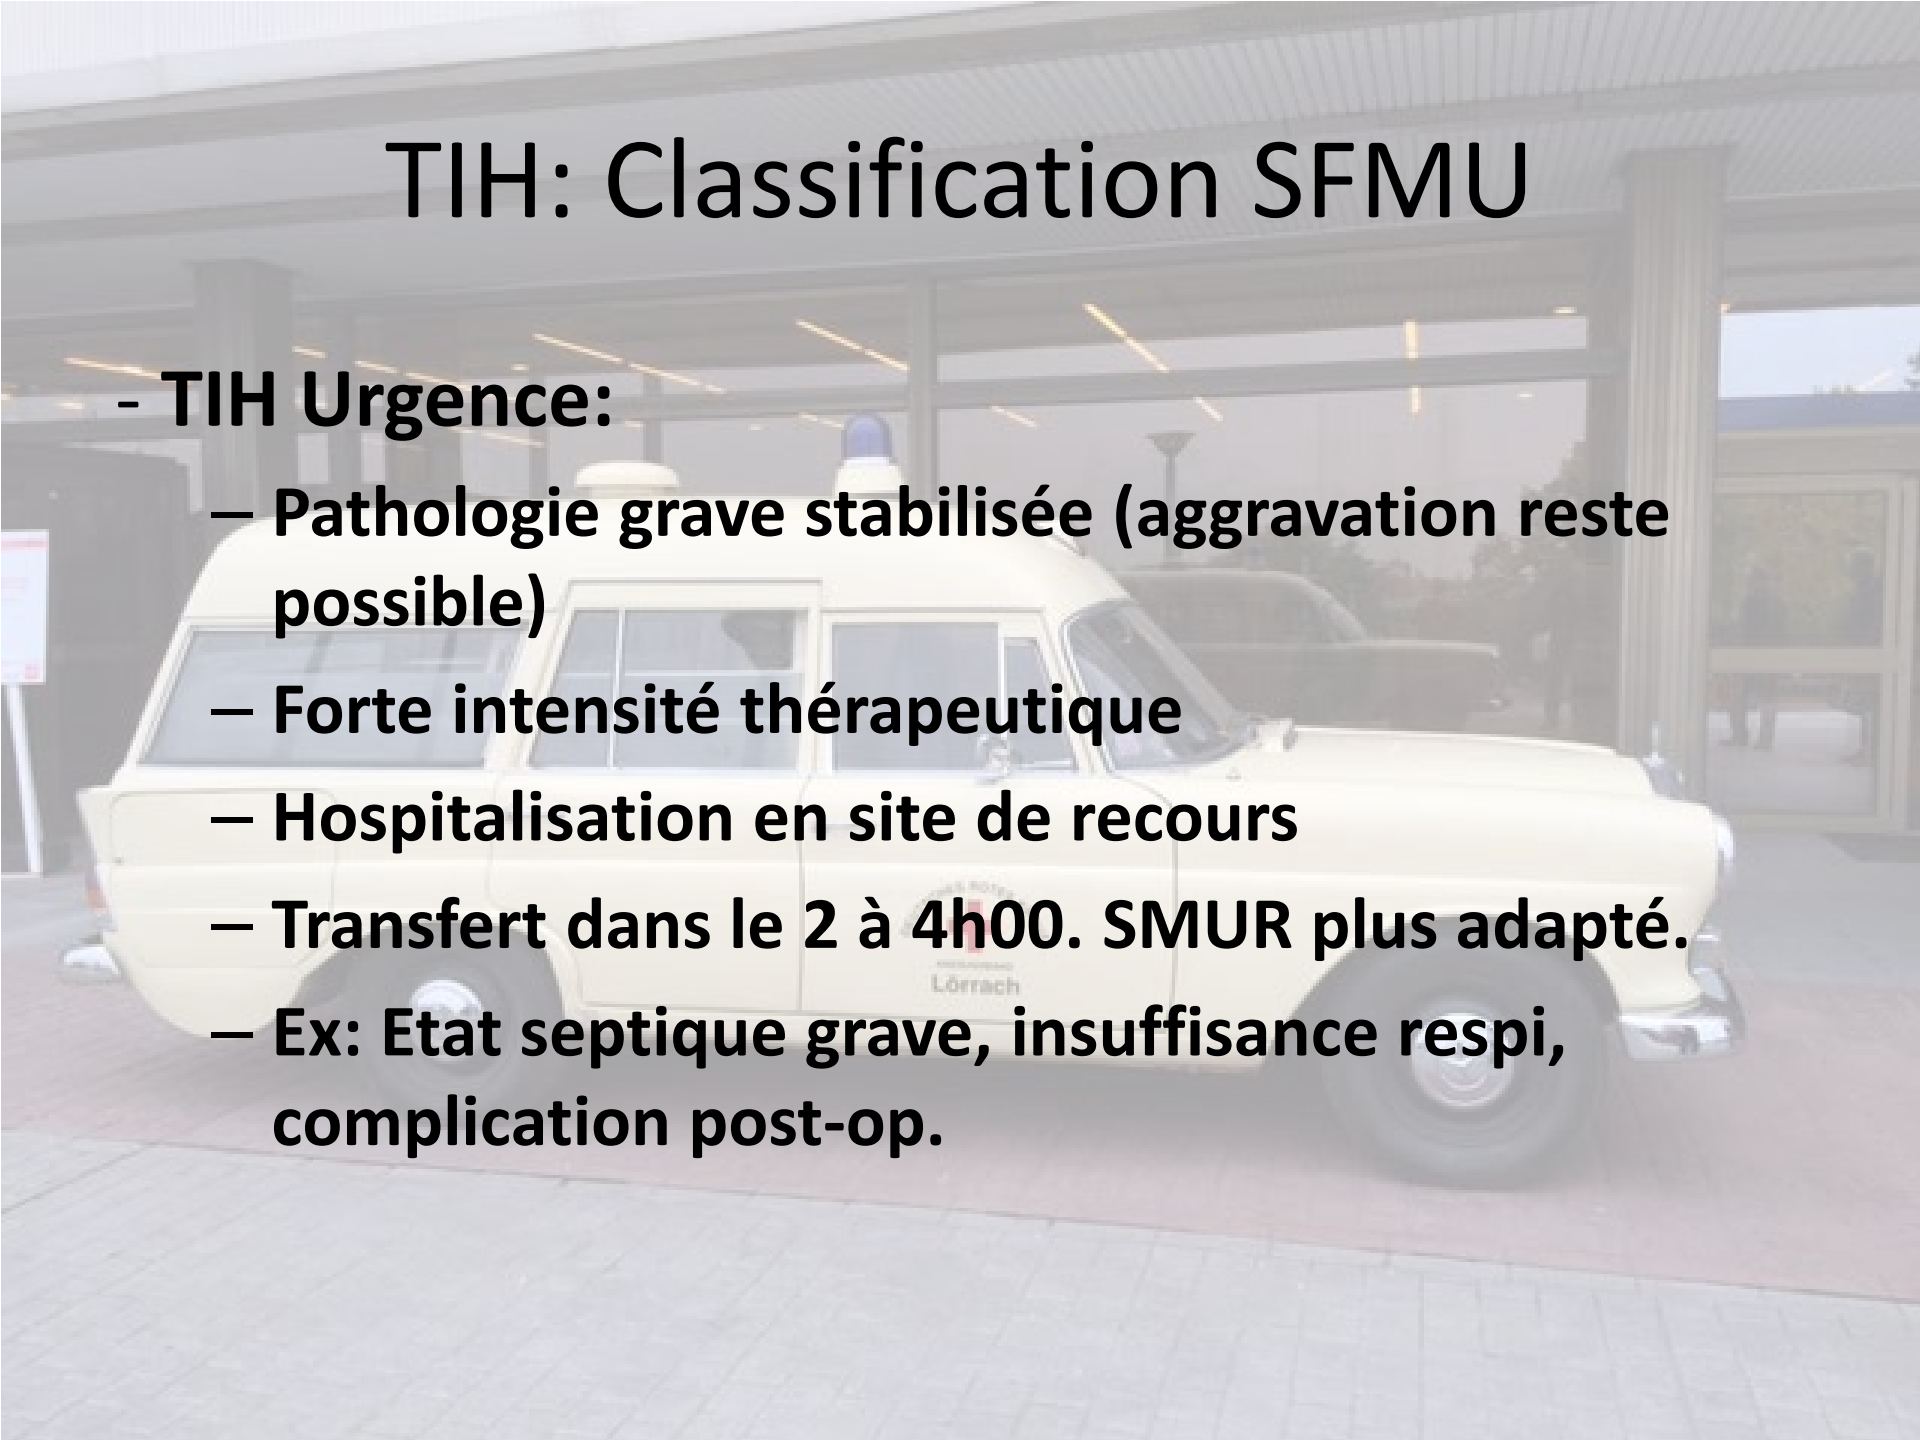 TIH: Classification SFMU
- TIH Urgence:
– Pathologie grave stabilisée (aggravation reste
possible)
– Forte intensité thérapeutique
– Hospitalisation en site de recours
– Transfert dans le 2 à 4h00. SMUR plus adapté.
– Ex: Etat septique grave, insuffisance respi,
complication post-op.
Lörrach